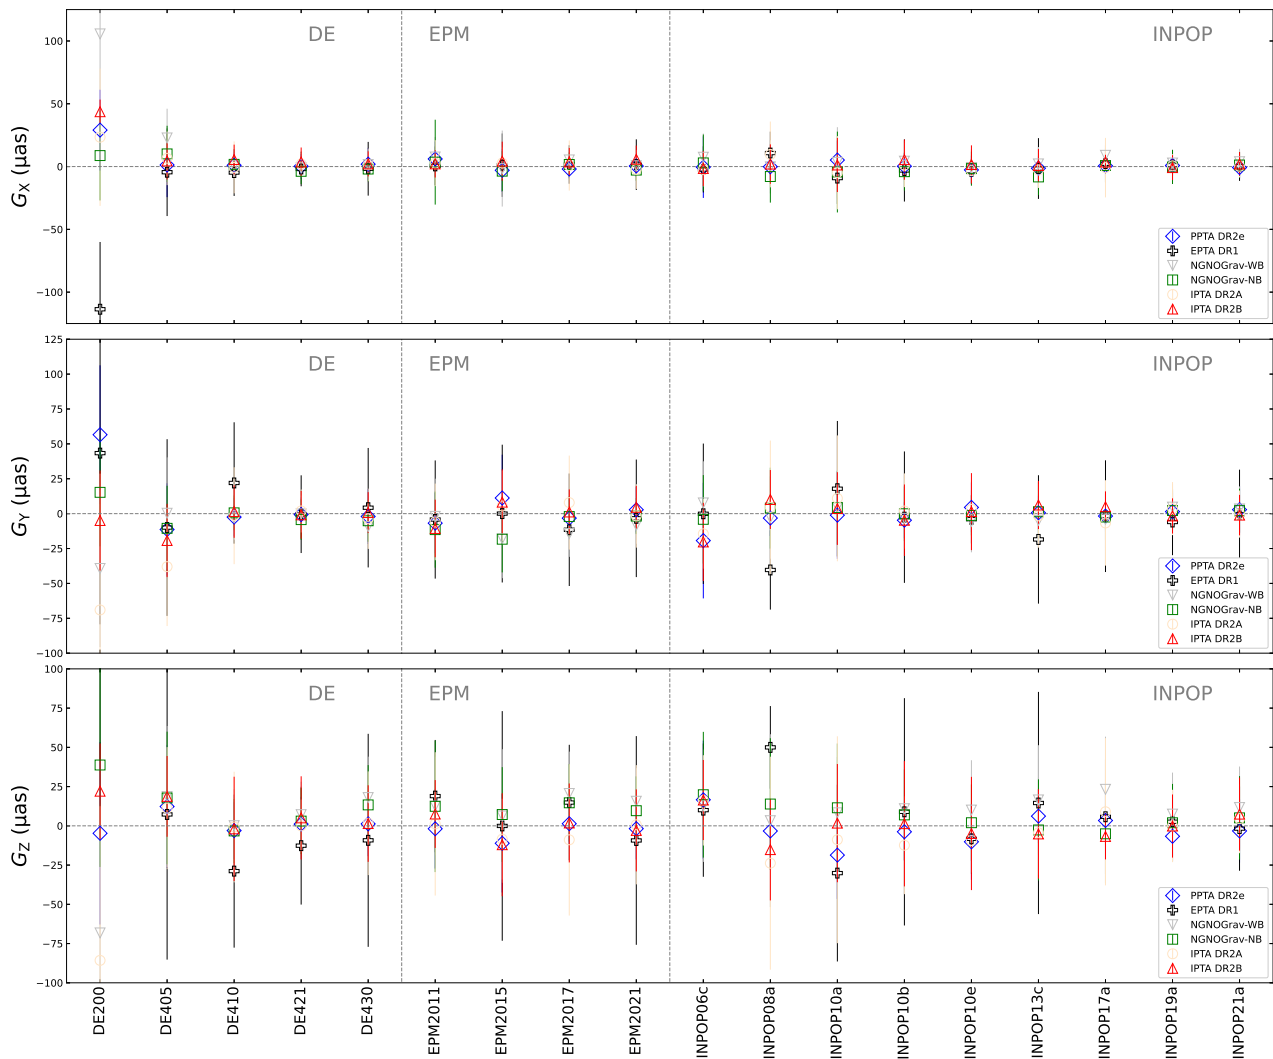 DE EPM INPOP
100
50
0
−50
−100
G_X (μas)
PPTA DR2e
EPTA DR1
NGNOGrav-WB
NGNOGrav-NB
IPTA DR2A
IPTA DR2B
DE EPM INPOP
125
100
75
50
25
0
−25
−50
−75
−100
G_Y (μas)
PPTA DR2e
EPTA DR1
NGNOGrav-WB
NGNOGrav-NB
IPTA DR2A
IPTA DR2B
DE EPM INPOP
100
75
50
25
0
−25
−50
−75
−100
G_Z (μas)
PPTA DR2e
EPTA DR1
NGNOGrav-WB
NGNOGrav-NB
IPTA DR2A
IPTA DR2B
DE200
DE405
DE410
DE421
DE430
EPM2011
EPM2015
EPM2017
EPM2021
INPOP06c
INPOP08a
INPOP10a
INPOP10b
INPOP10e
INPOP13c
INPOP17a
INPOP19a
INPOP21a